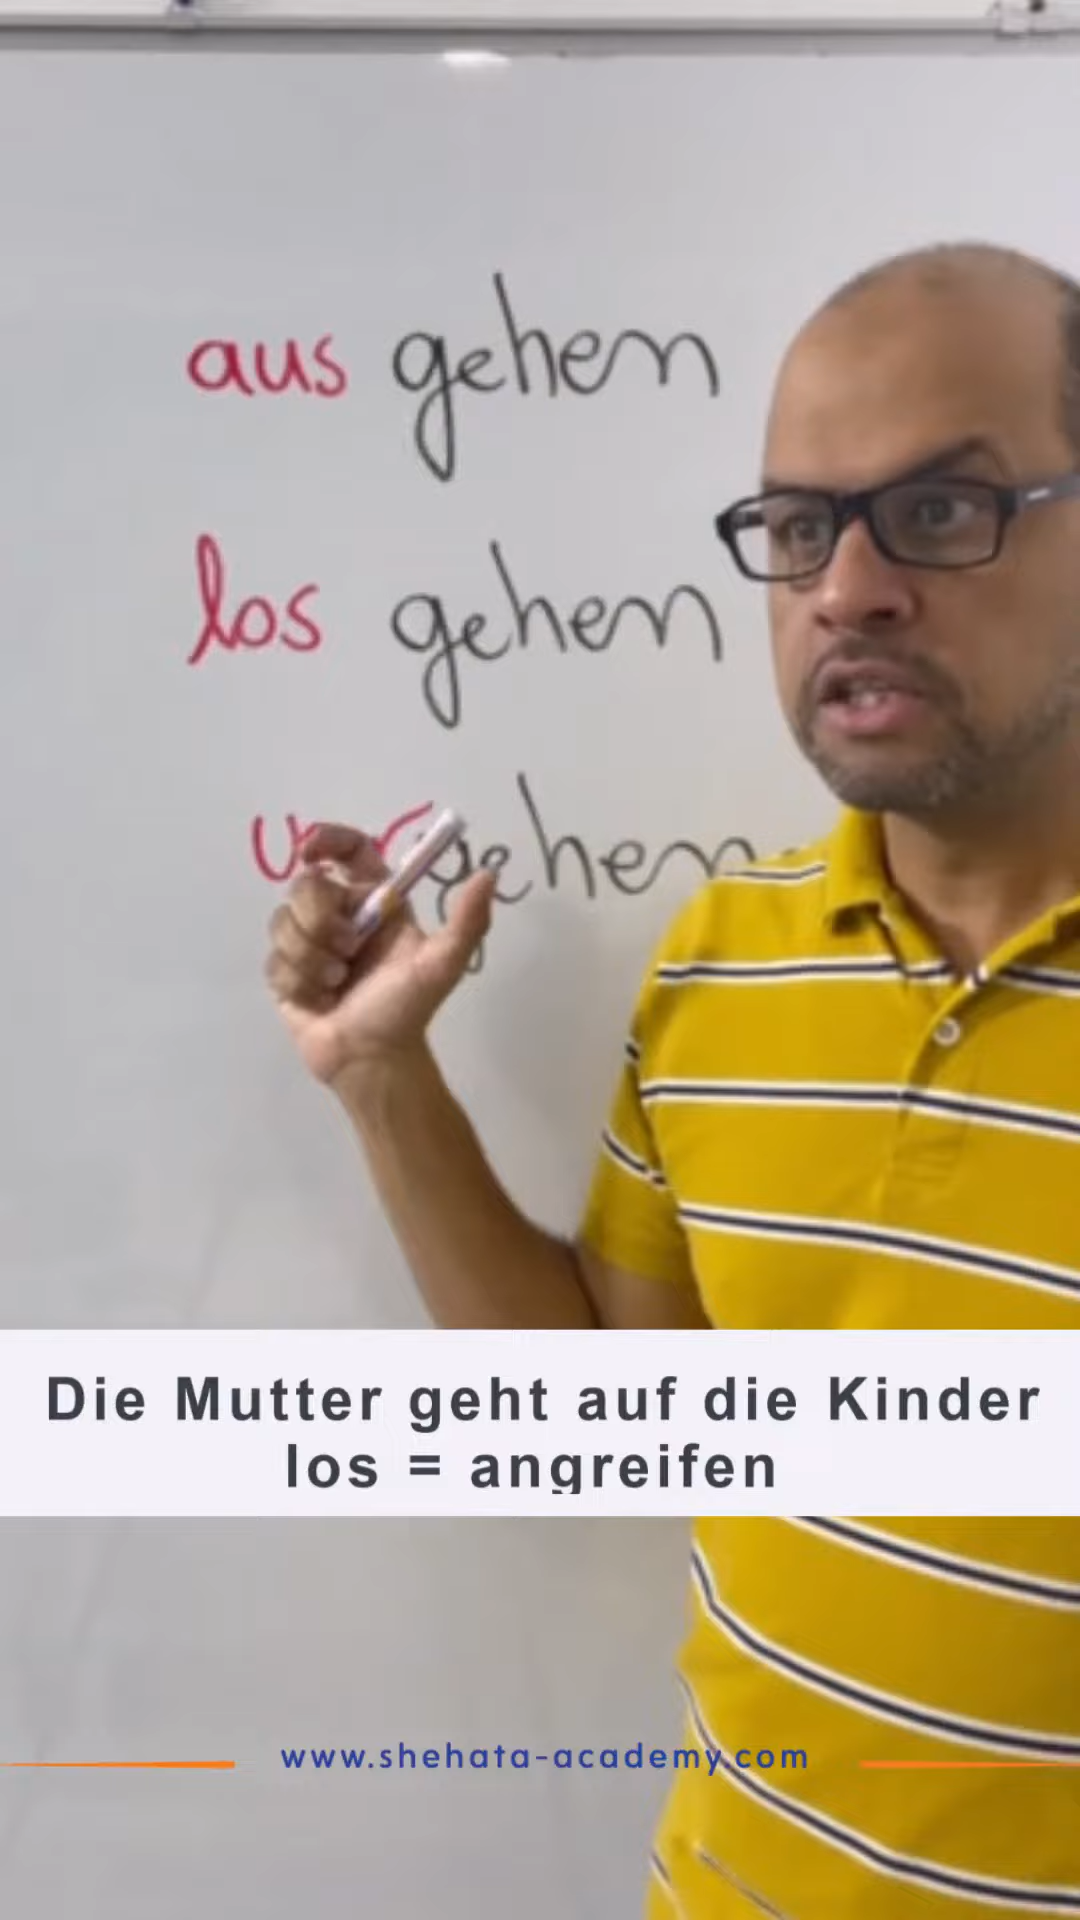 aus gehen
los gehen
gehen
Die Mutter geht auf die Kinder
los = angreifen
www.shehata-academy.com